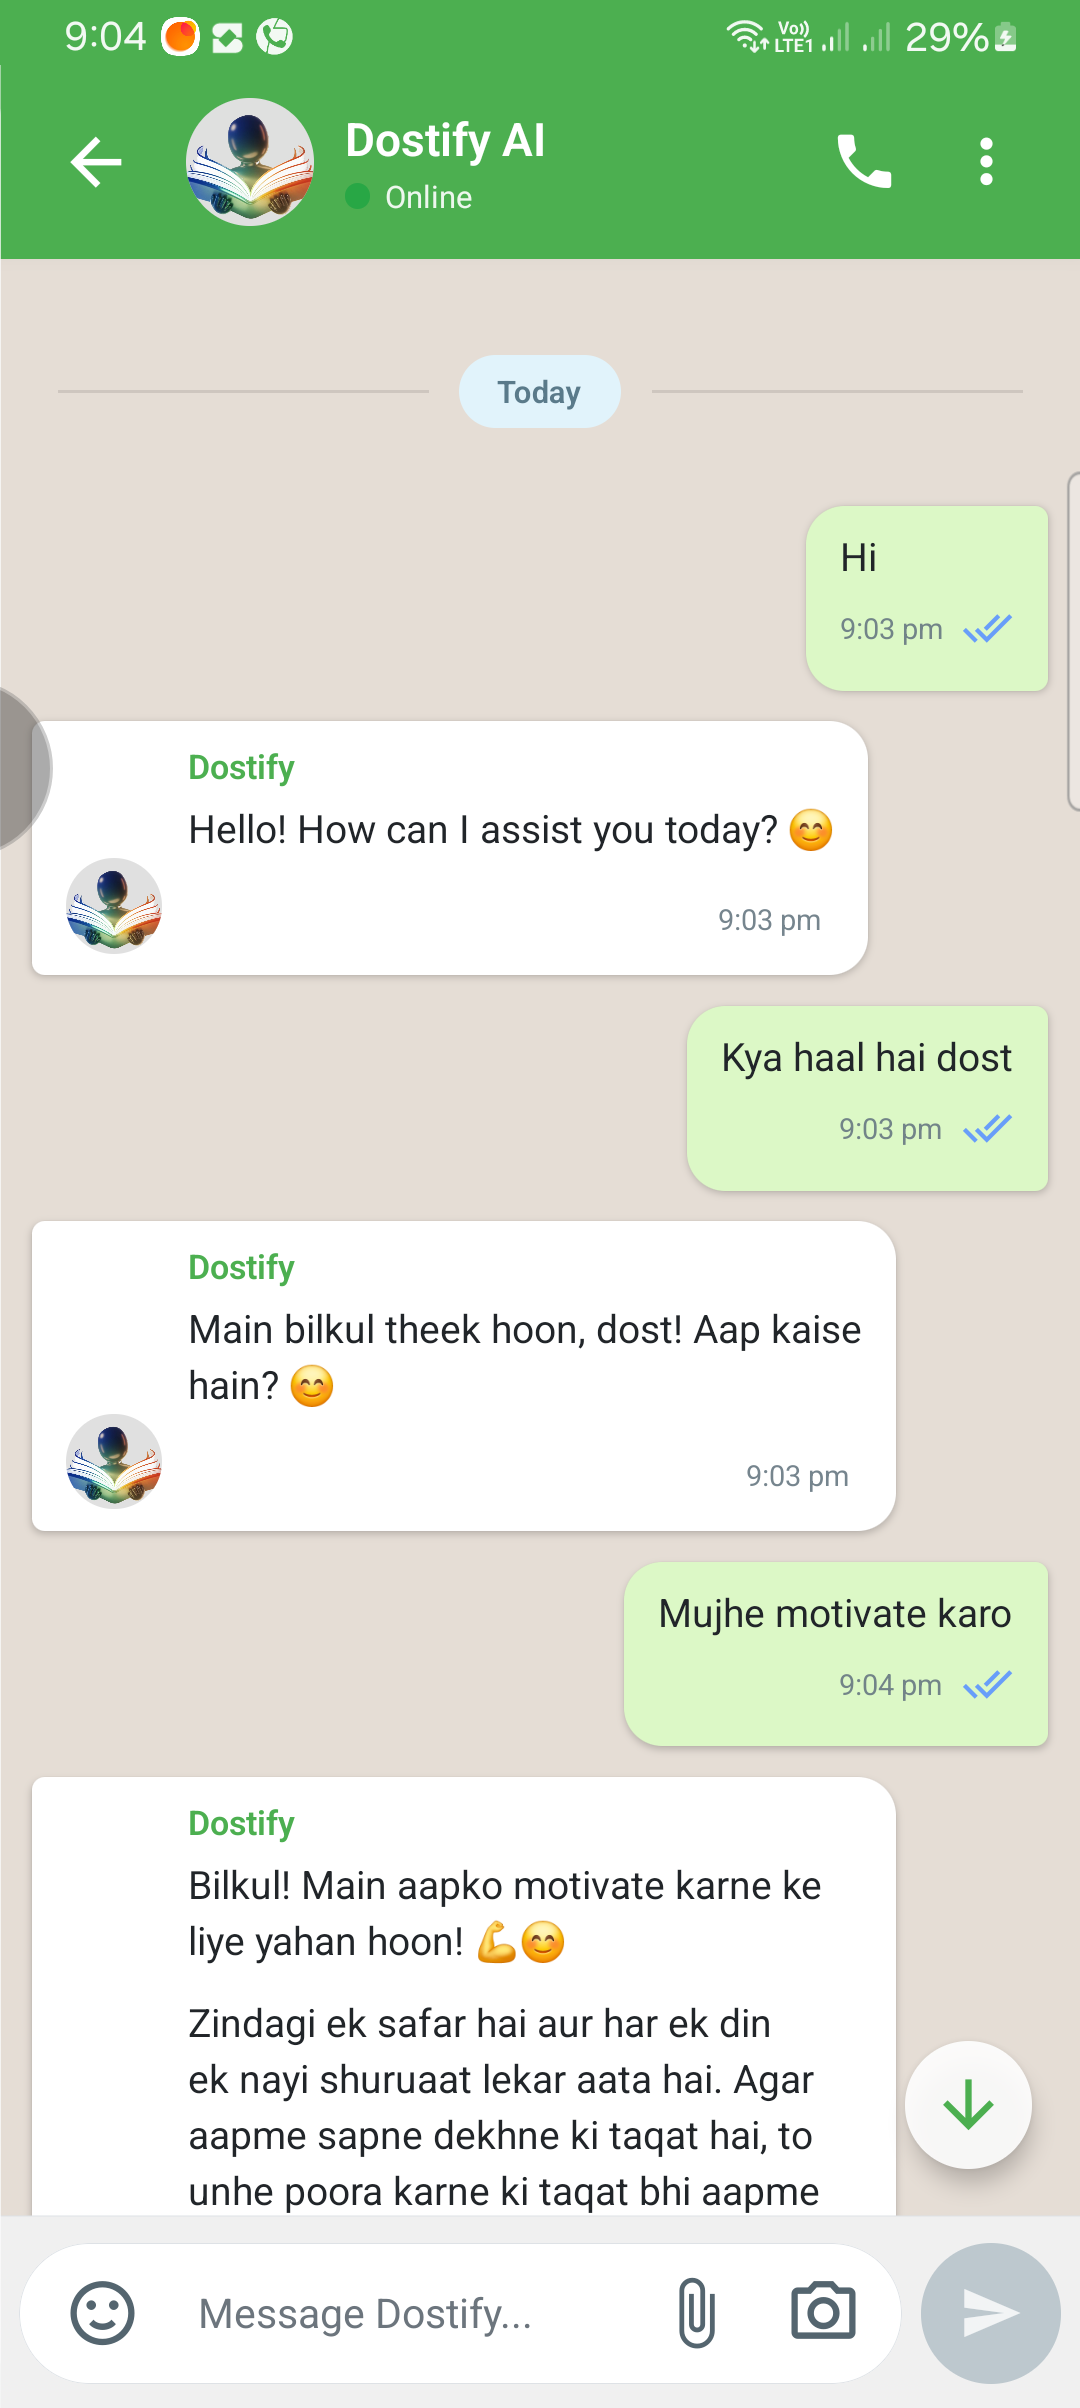 9:04
Vo))
LTE1
29%
Dostify AI
Online
Today
Hi
9:03 pm
Dostify
Hello! How can I assist you today? 😊
9:03 pm
Kya haal hai dost
9:03 pm
Dostify
Main bilkul theek hoon, dost! Aap kaise
hain? 😊
9:03 pm
Mujhe motivate karo
9:04 pm
Dostify
Bilkul! Main aapko motivate karne ke
liye yahan hoon! 💪😊
Zindagi ek safar hai aur har ek din
ek nayi shuruaat lekar aata hai. Agar
aapme sapne dekhne ki taqat hai, to
unhe poora karne ki taqat bhi aapme
Message Dostify...